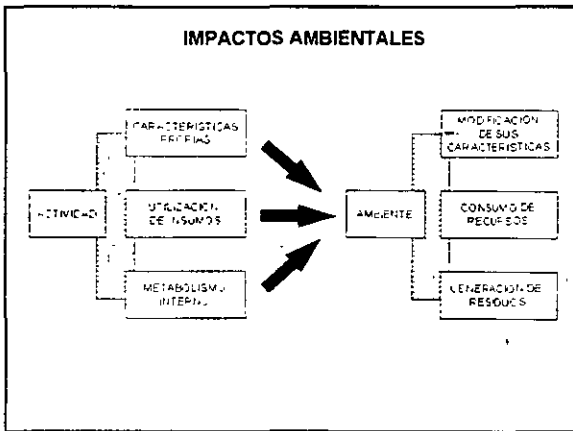 IMPACTOS AMBIENTALES
CARACTERISTICAS
PROPIAS
ACTIVIDAD
UTILIZACION
DE INSUMOS
METABOLISMO
INTERNO
AMBIENTE
MODIFICACION
DE SUS
CARACTERISTICAS
CONSUMO DE
RECURSOS
GENERACION DE
RESIDUOS